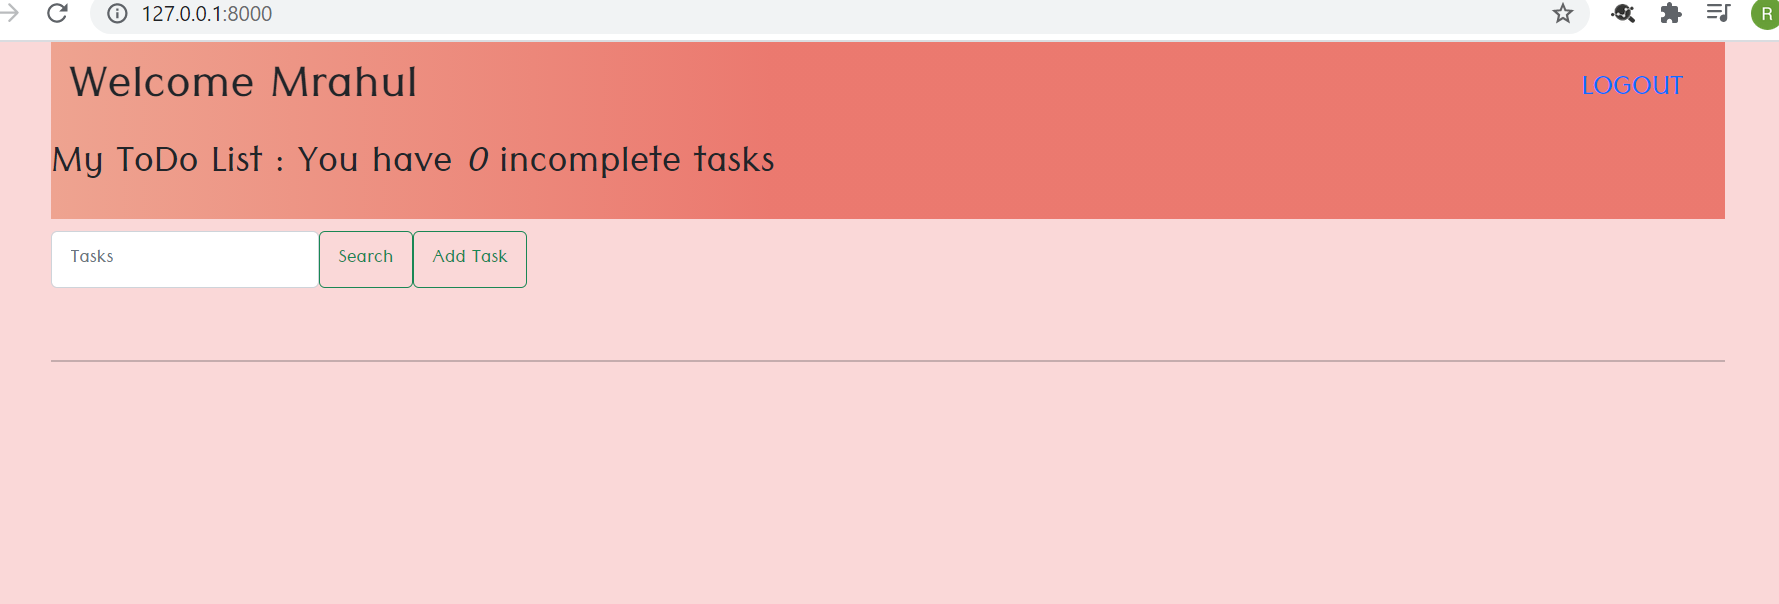 127.0.0.1:8000
R
Welcome Mrahul
LOGOUT
My ToDo List : You have 0 incomplete tasks
Tasks
Search
Add Task